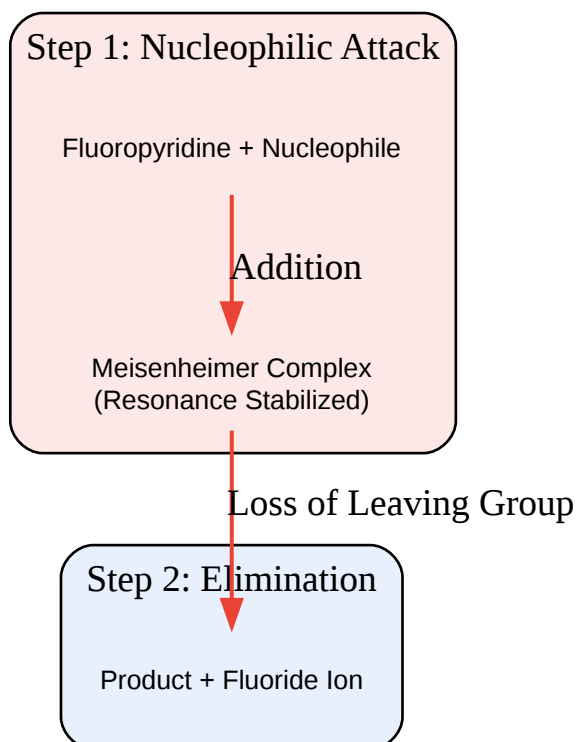 Step 1: Nucleophilic Attack
Fluoropyridine + Nucleophile
Addition
Meisenheimer Complex
(Resonance Stabilized)
Loss of Leaving Group
Step 2: Elimination
Product + Fluoride Ion